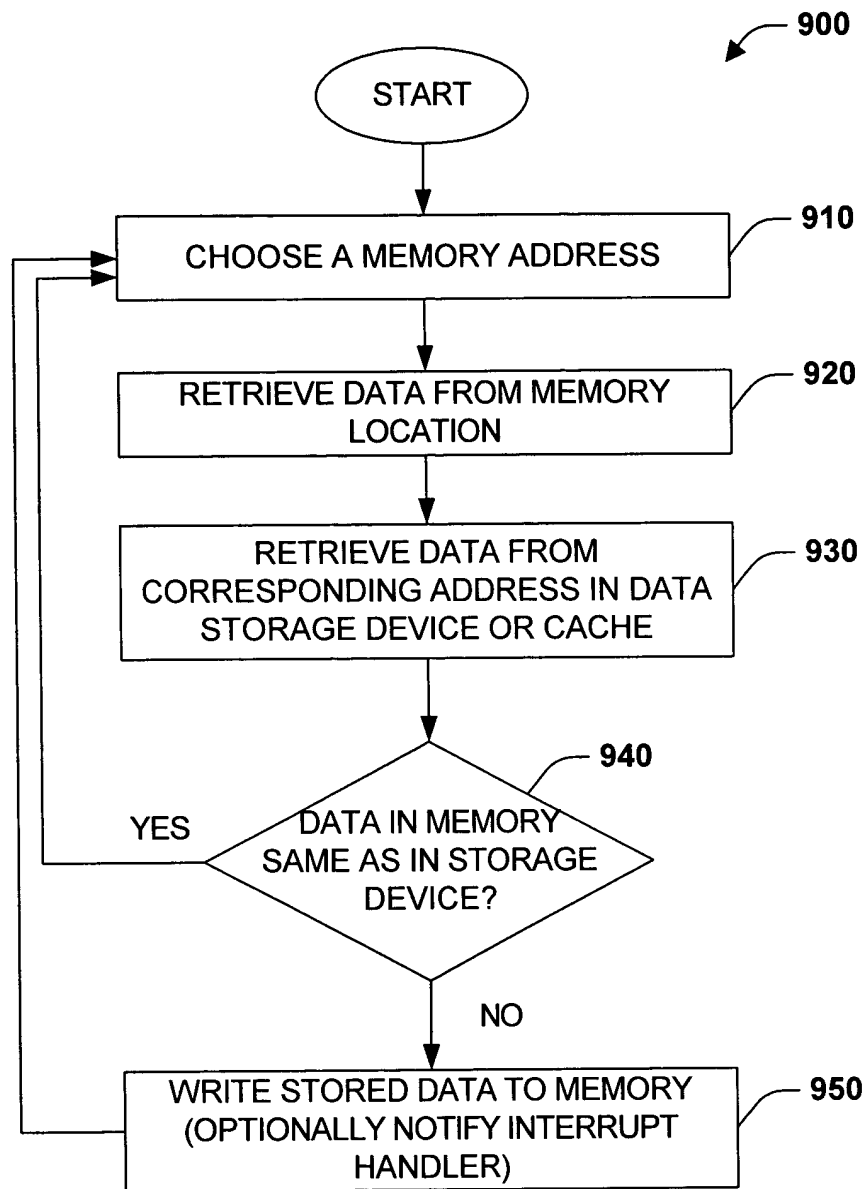 900
START
910
CHOOSE A MEMORY ADDRESS
920
RETRIEVE DATA FROM MEMORY
LOCATION
930
RETRIEVE DATA FROM
CORRESPONDING ADDRESS IN DATA
STORAGE DEVICE OR CACHE
940
YES
DATA IN MEMORY
SAME AS IN STORAGE
DEVICE?
NO
950
WRITE STORED DATA TO MEMORY
(OPTIONALLY NOTIFY INTERRUPT
HANDLER)